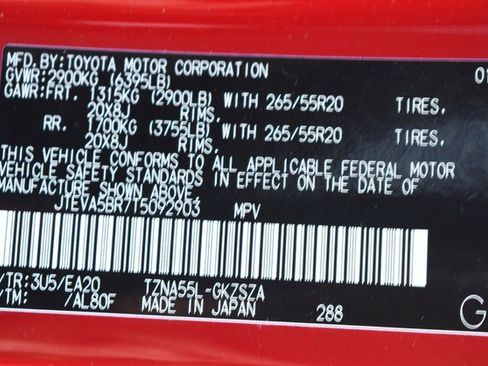 MFD. BY: TOYOTA MOTOR CORPORATION 01
GVWR: 2900KG (6395LB)
GAWR: FRT. 1315KG (2900LB) WITH 265/55R20 TIRES.
20X8J RIMS.
RR. 1700KG (3755LB) WITH 265/55R20 TIRES.
20X8J RIMS.
THIS VEHICLE CONFORMS TO ALL APPLICABLE FEDERAL MOTOR
VEHICLE SAFETY STANDARDS IN EFFECT ON THE DATE OF
MANUFACTURE SHOWN ABOVE.
JTEVA5BR7T5092903 MPV
/TR: 3U5/EA20 TZNA55L-GKZSZA
/TM: /AL80F MADE IN JAPAN 288
G